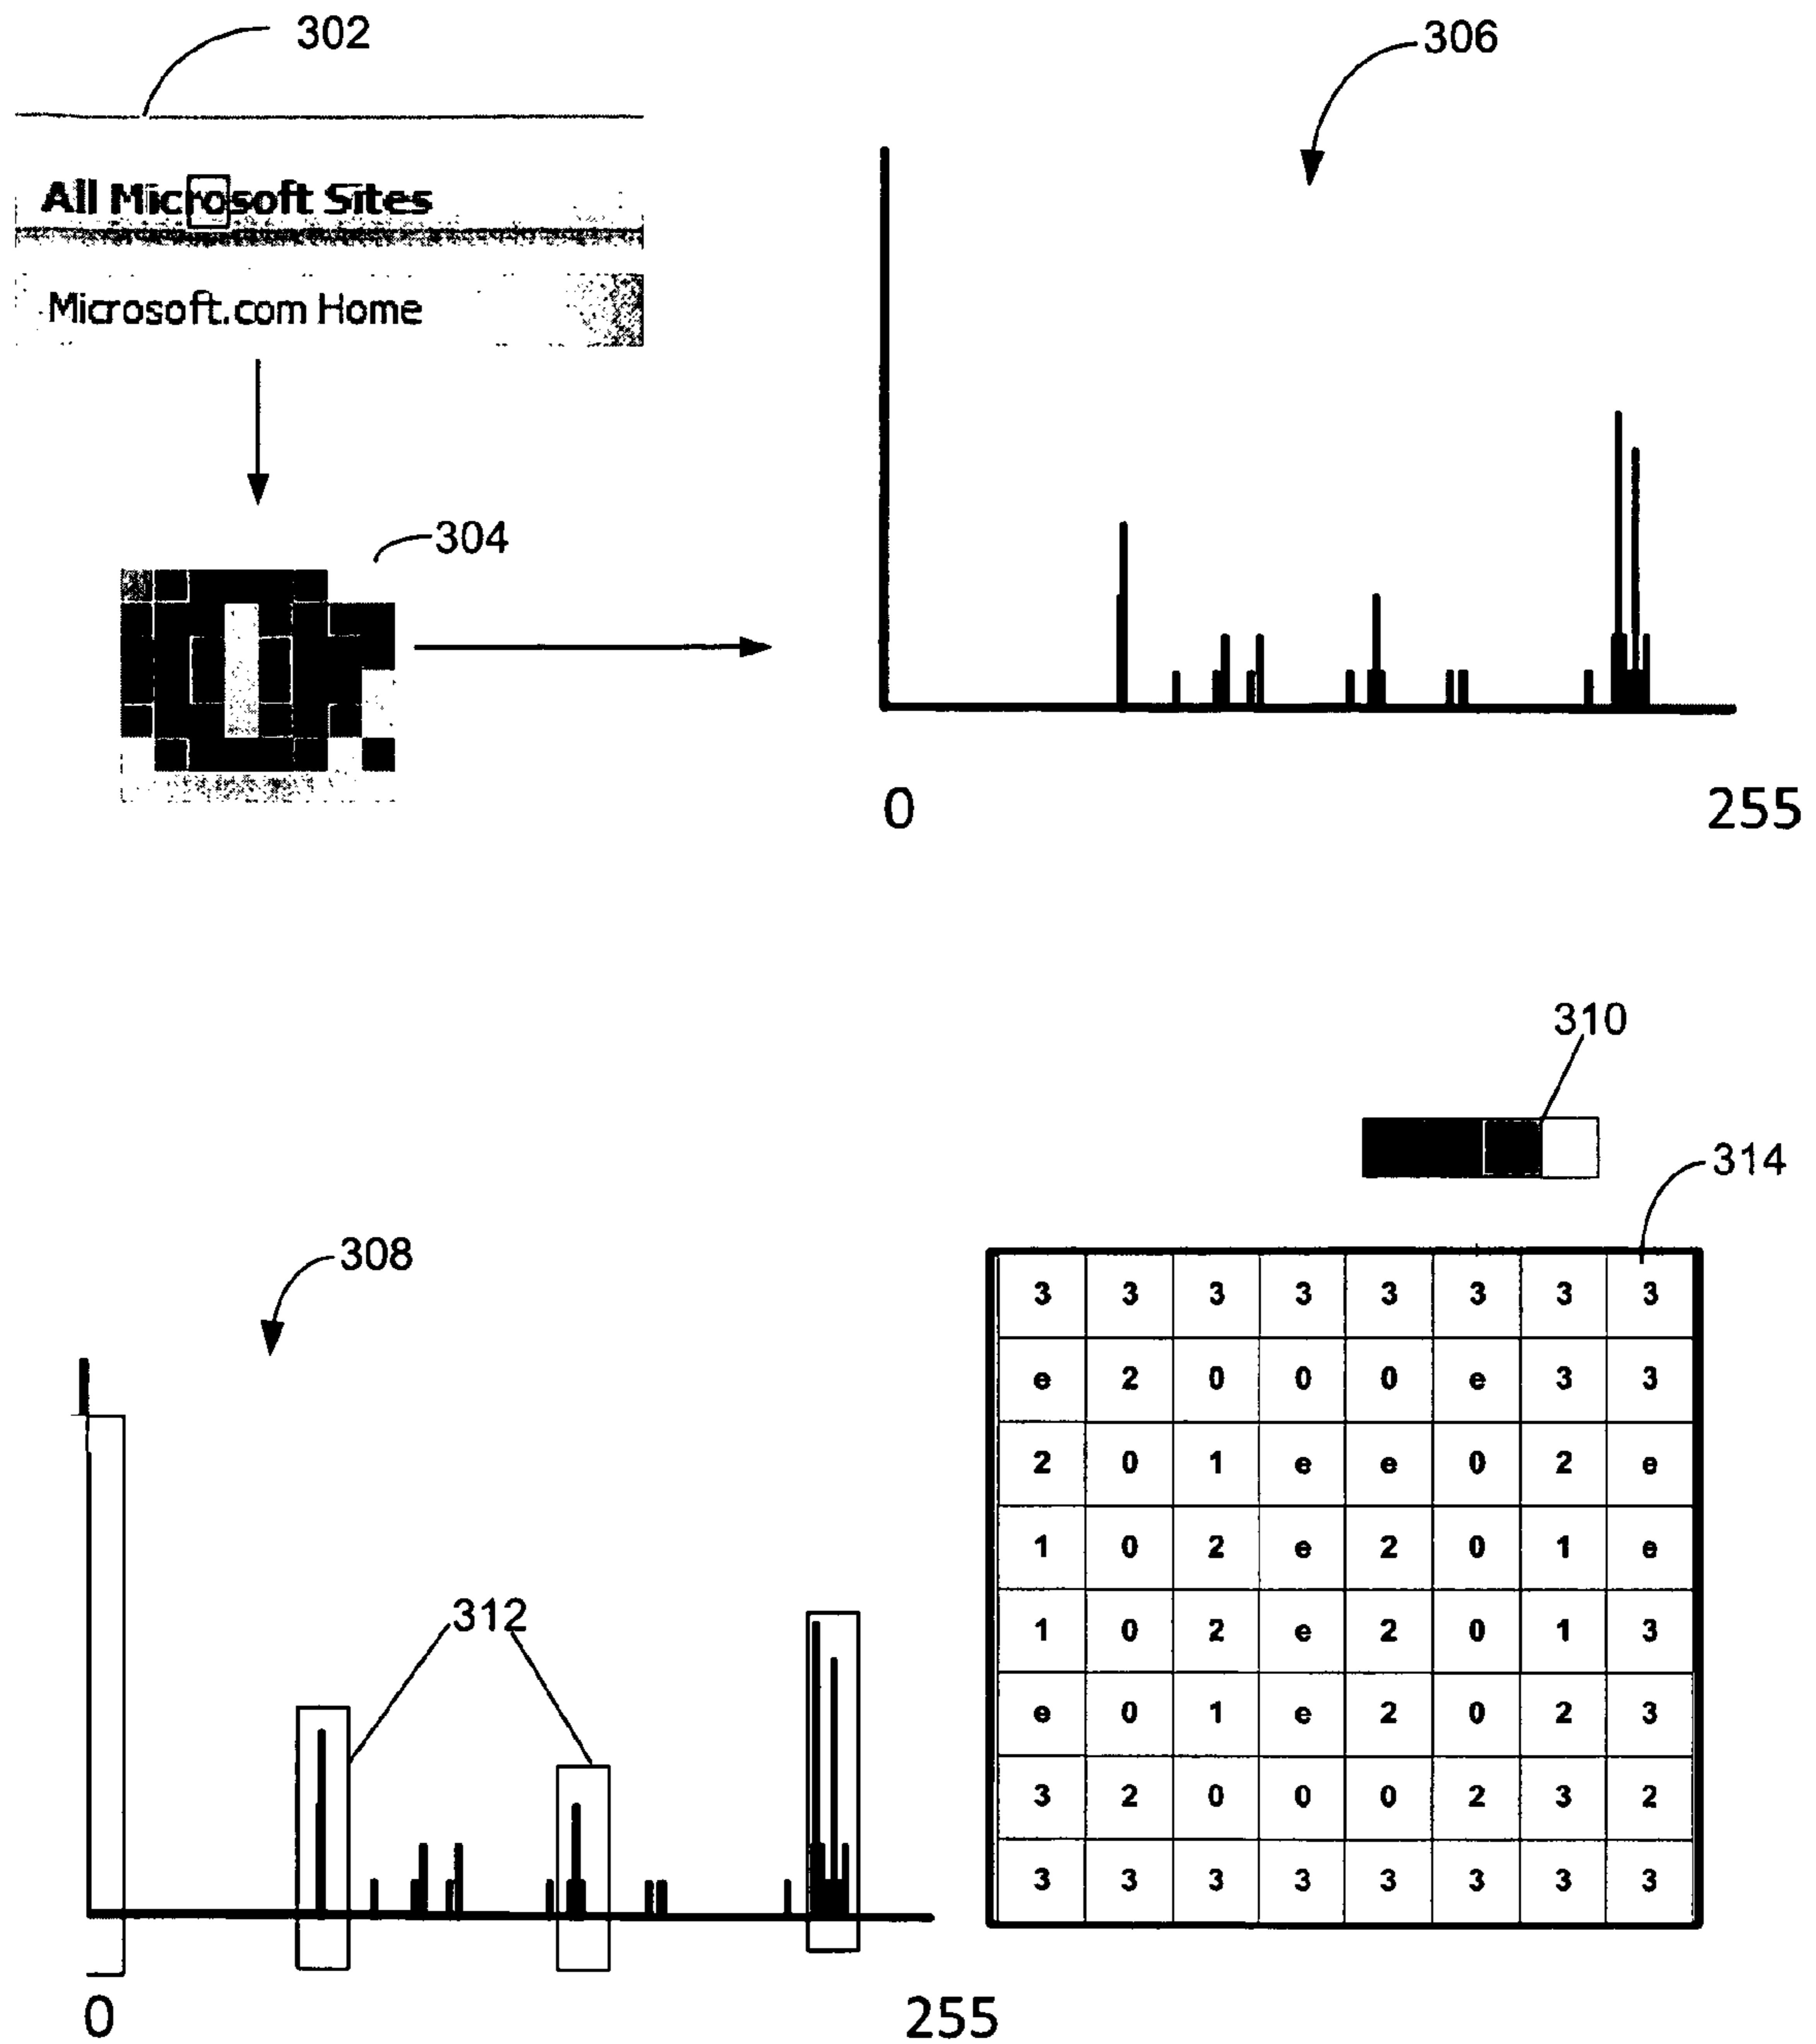 302
306
All Microsoft Sites
Microsoft.com Home
304
0 255
310
314
308
312
3 3 3 3 3 3 3 3
e 2 0 0 0 e 3 3
2 0 1 e e 0 2 e
1 0 2 e 2 0 1 e
1 0 2 e 2 0 1 3
e 0 1 e 2 0 2 3
3 2 0 0 0 2 3 2
3 3 3 3 3 3 3 3
0 255